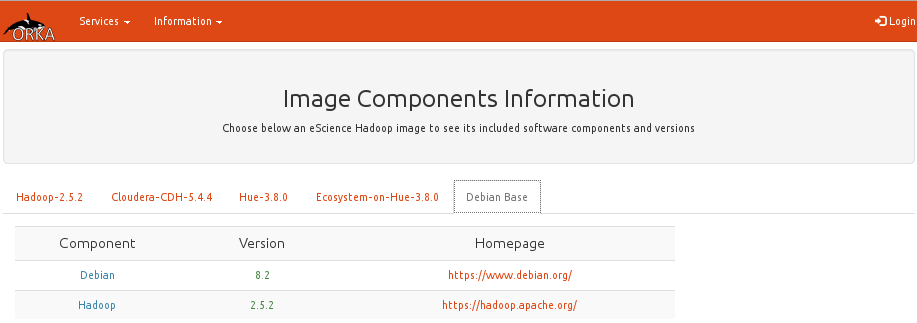 ORKA Services Information Login
Image Components Information
Choose below an eScience Hadoop image to see its included software components and versions
Hadoop-2.5.2 Cloudera-CDH-5.4.4 Hue-3.8.0 Ecosystem-on-Hue-3.8.0 Debian Base
Component Version Homepage
Debian 8.2 https://www.debian.org/
Hadoop 2.5.2 https://hadoop.apache.org/